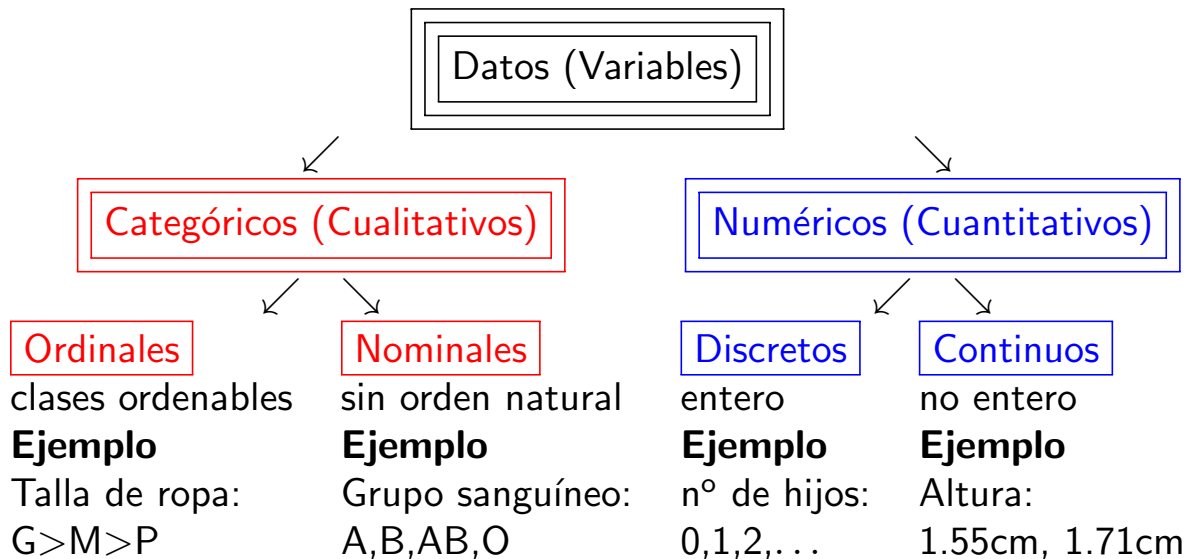 Datos (Variables)
Categóricos (Cualitativos)
Numéricos (Cuantitativos)
Ordinales
clases ordenables
Ejemplo
Talla de ropa:
G>M>P
Nominales
sin orden natural
Ejemplo
Grupo sanguíneo:
A,B,AB,O
Discretos
entero
Ejemplo
nº de hijos:
0,1,2,...
Continuos
no entero
Ejemplo
Altura:
1.55cm, 1.71cm